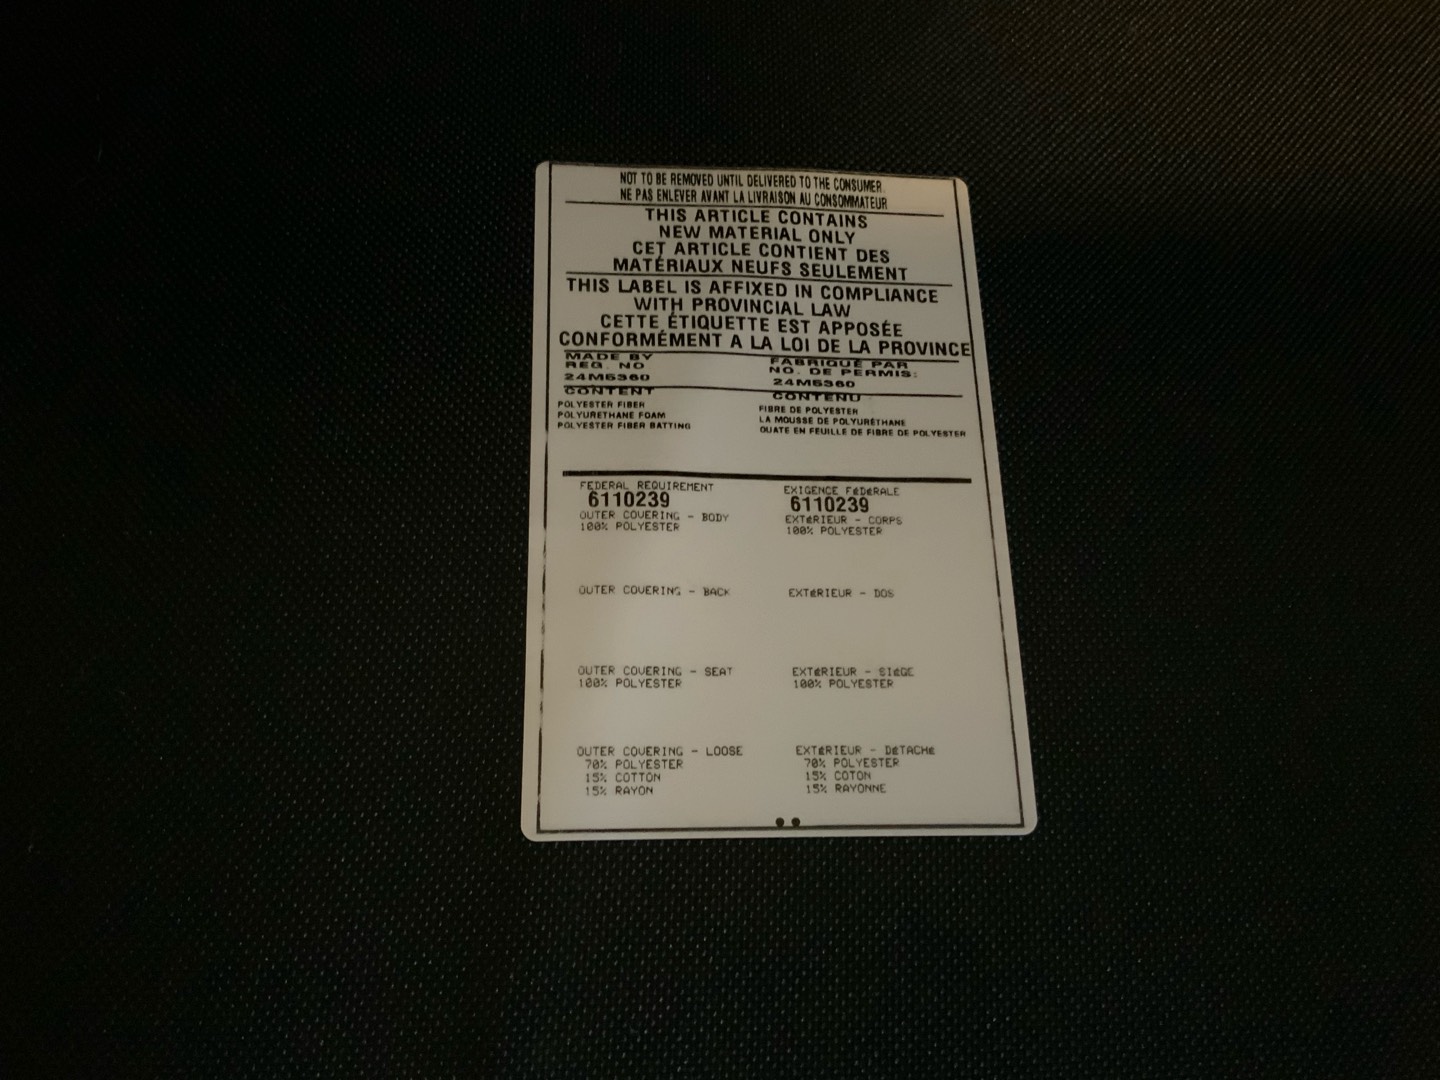 NOT TO BE REMOVED UNTIL DELIVERED TO THE CONSUMER.
NE PAS ENLEVER AVANT LA LIVRAISON AU CONSOMMATEUR
THIS ARTICLE CONTAINS
NEW MATERIAL ONLY
CET ARTICLE CONTIENT DES
MATÉRIAUX NEUFS SEULEMENT
THIS LABEL IS AFFIXED IN COMPLIANCE
WITH PROVINCIAL LAW
CETTE ÉTIQUETTE EST APPOSÉE
CONFORMÉMENT A LA LOI DE LA PROVINCE
MADE BY
REG. NO
24M5360
FABRIQUÉ PAR
NO. DE PERMIS:
24M5360
CONTENT
POLYESTER FIBER
POLYURETHANE FOAM
POLYESTER FIBER BATTING
CONTENU
FIBRE DE POLYESTER
LA MOUSSE DE POLYURÉTHANE
OUATE EN FEUILLE DE FIBRE DE POLYESTER
FEDERAL REQUIREMENT
6110239
OUTER COVERING - BODY
100% POLYESTER
EXIGENCE FéDéRALE
6110239
EXTéRIEUR - CORPS
100% POLYESTER
OUTER COVERING - BACK
EXTéRIEUR - DOS
OUTER COVERING - SEAT
100% POLYESTER
EXTéRIEUR - SIéGE
100% POLYESTER
OUTER COVERING - LOOSE
70% POLYESTER
15% COTTON
15% RAYON
EXTéRIEUR - DéTACHé
70% POLYESTER
15% COTON
15% RAYONNE